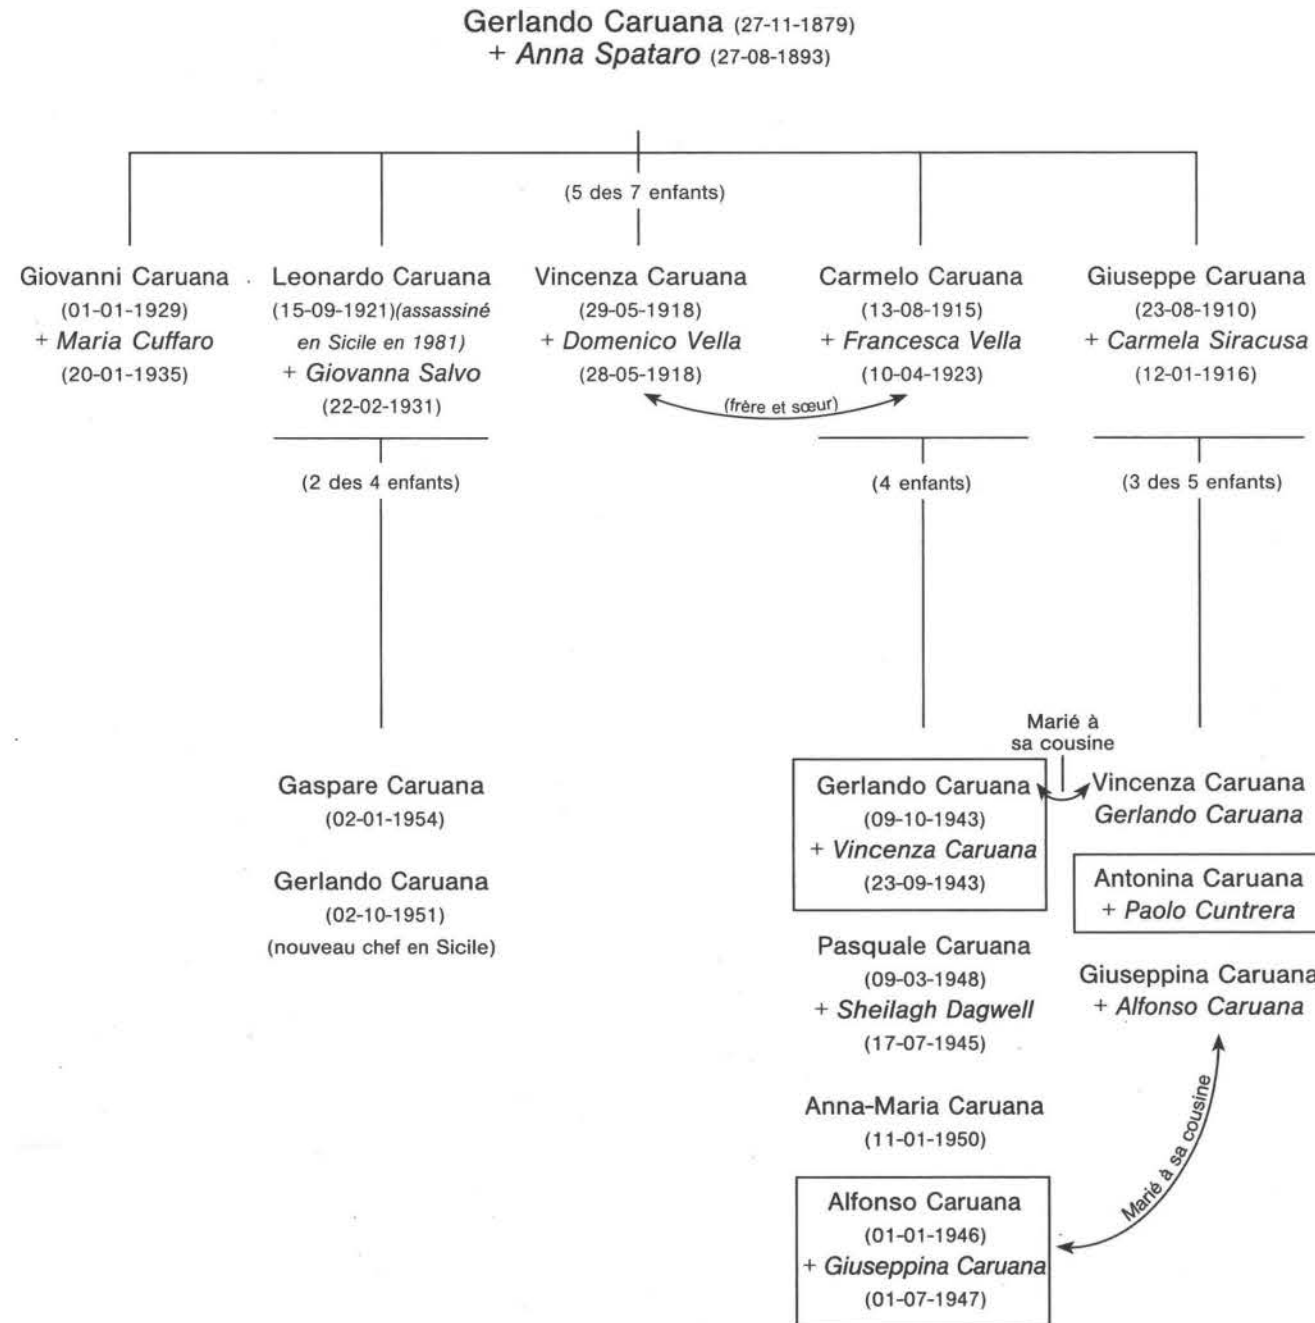 Gerlando Caruana (27-11-1879)
+ Anna Spataro (27-08-1893)
(5 des 7 enfants)
Giovanni Caruana
(01-01-1929)
+ Maria Cuffaro
(20-01-1935)
Leonardo Caruana
(15-09-1921)(assassiné
en Sicile en 1981)
+ Giovanna Salvo
(22-02-1931)
Vincenza Caruana
(29-05-1918)
+ Domenico Vella
(28-05-1918)
Carmelo Caruana
(13-08-1915)
+ Francesca Vella
(10-04-1923)
Giuseppe Caruana
(23-08-1910)
+ Carmela Siracusa
(12-01-1916)
(frère et sœur)
(2 des 4 enfants)
(4 enfants)
(3 des 5 enfants)
Gaspare Caruana
(02-01-1954)
Gerlando Caruana
(02-10-1951)
(nouveau chef en Sicile)
Marié à
sa cousine
Gerlando Caruana
(09-10-1943)
+ Vincenza Caruana
(23-09-1943)
Pasquale Caruana
(09-03-1948)
+ Sheilagh Dagwell
(17-07-1945)
Anna-Maria Caruana
(11-01-1950)
Alfonso Caruana
(01-01-1946)
+ Giuseppina Caruana
(01-07-1947)
Vincenza Caruana
Gerlando Caruana
Antonina Caruana
+ Paolo Cuntrera
Giuseppina Caruana
+ Alfonso Caruana
Marié à sa cousine